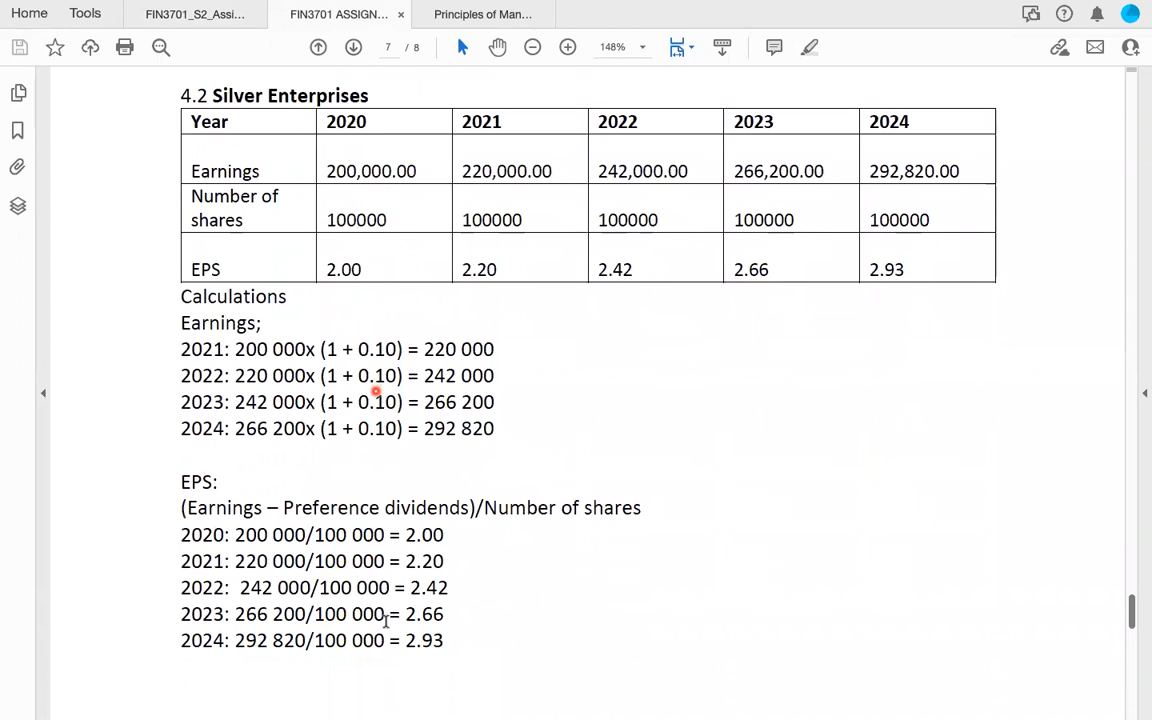 Home Tools FIN3701_S2_Assi... FIN3701 ASSIGN... × Principles of Man...
7 / 8 148%
4.2 Silver Enterprises
Year 2020 2021 2022 2023 2024
Earnings 200,000.00 220,000.00 242,000.00 266,200.00 292,820.00
Number of
shares 100000 100000 100000 100000 100000
EPS 2.00 2.20 2.42 2.66 2.93
Calculations
Earnings;
2021: 200 000x (1 + 0.10) = 220 000
2022: 220 000x (1 + 0.10) = 242 000
2023: 242 000x (1 + 0.10) = 266 200
2024: 266 200x (1 + 0.10) = 292 820
EPS:
(Earnings – Preference dividends)/Number of shares
2020: 200 000/100 000 = 2.00
2021: 220 000/100 000 = 2.20
2022: 242 000/100 000 = 2.42
2023: 266 200/100 000 = 2.66
2024: 292 820/100 000 = 2.93